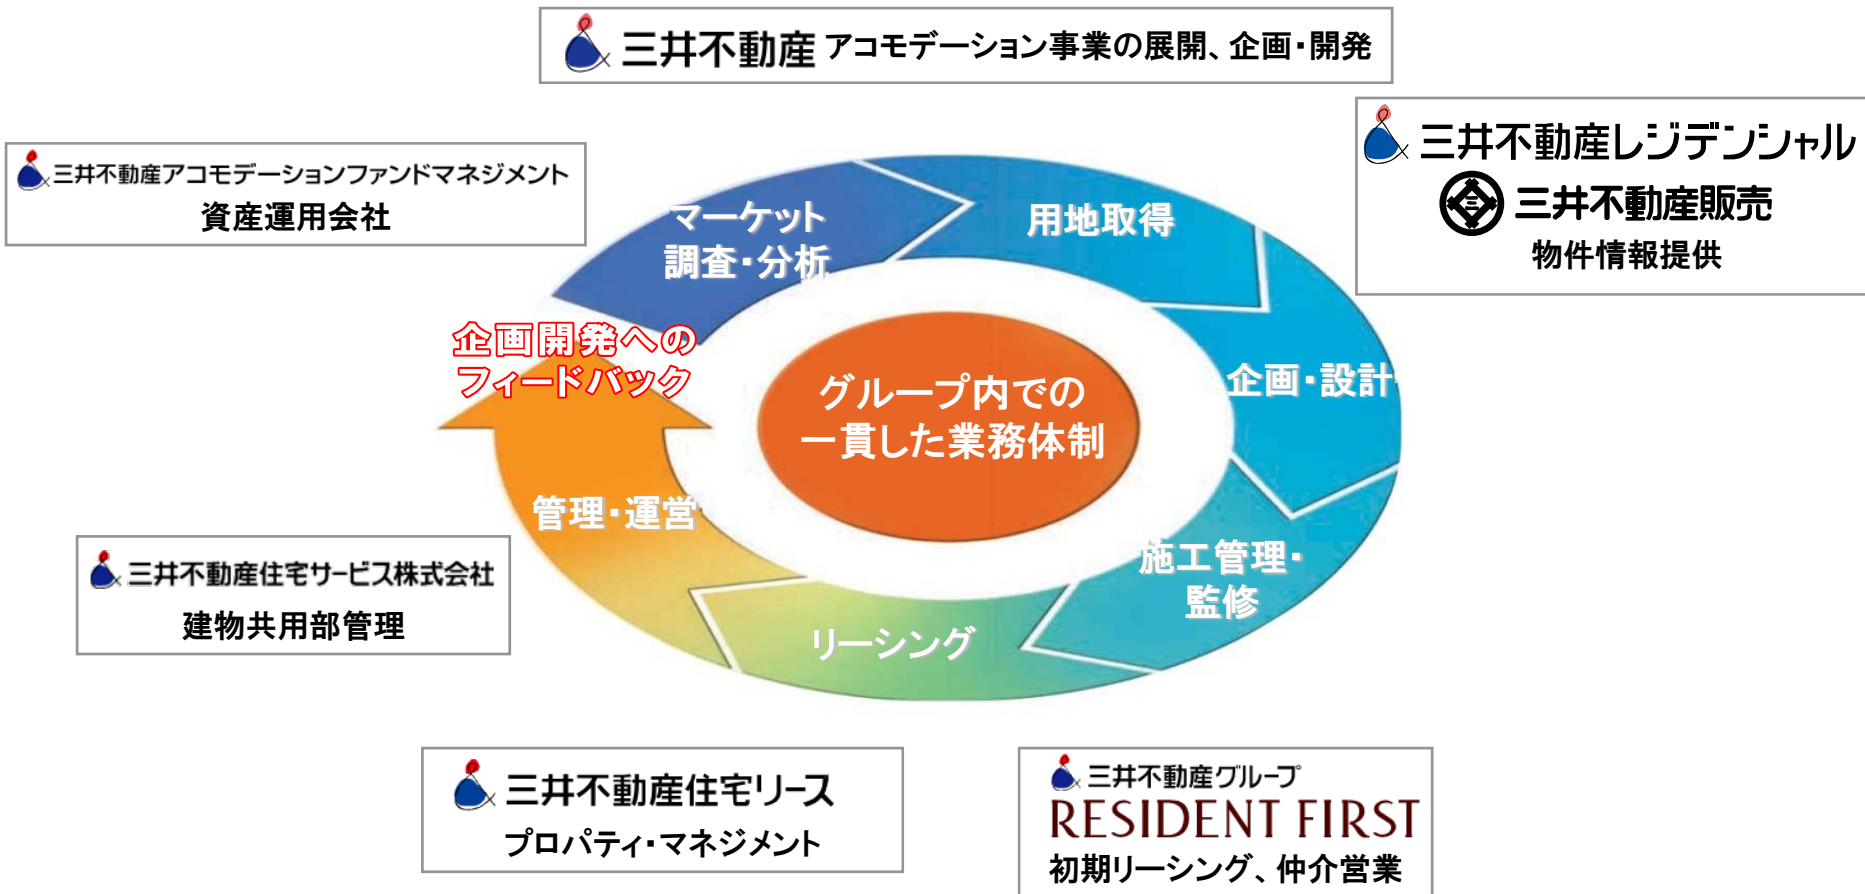 三井不動産 アコモデーション事業の展開、企画・開発
三井不動産レジデンシャル
三井不動産販売
物件情報提供
三井不動産アコモデーションファンドマネジメント
資産運用会社
マーケット
調査・分析
用地取得
企画・設計
施工管理・
監修
リーシング
管理・運営
企画開発への
フィードバック
グループ内での
一貫した業務体制
三井不動産住宅サービス株式会社
建物共用部管理
三井不動産住宅リース
プロパティ・マネジメント
三井不動産グループ
RESIDENT FIRST
初期リーシング、仲介営業